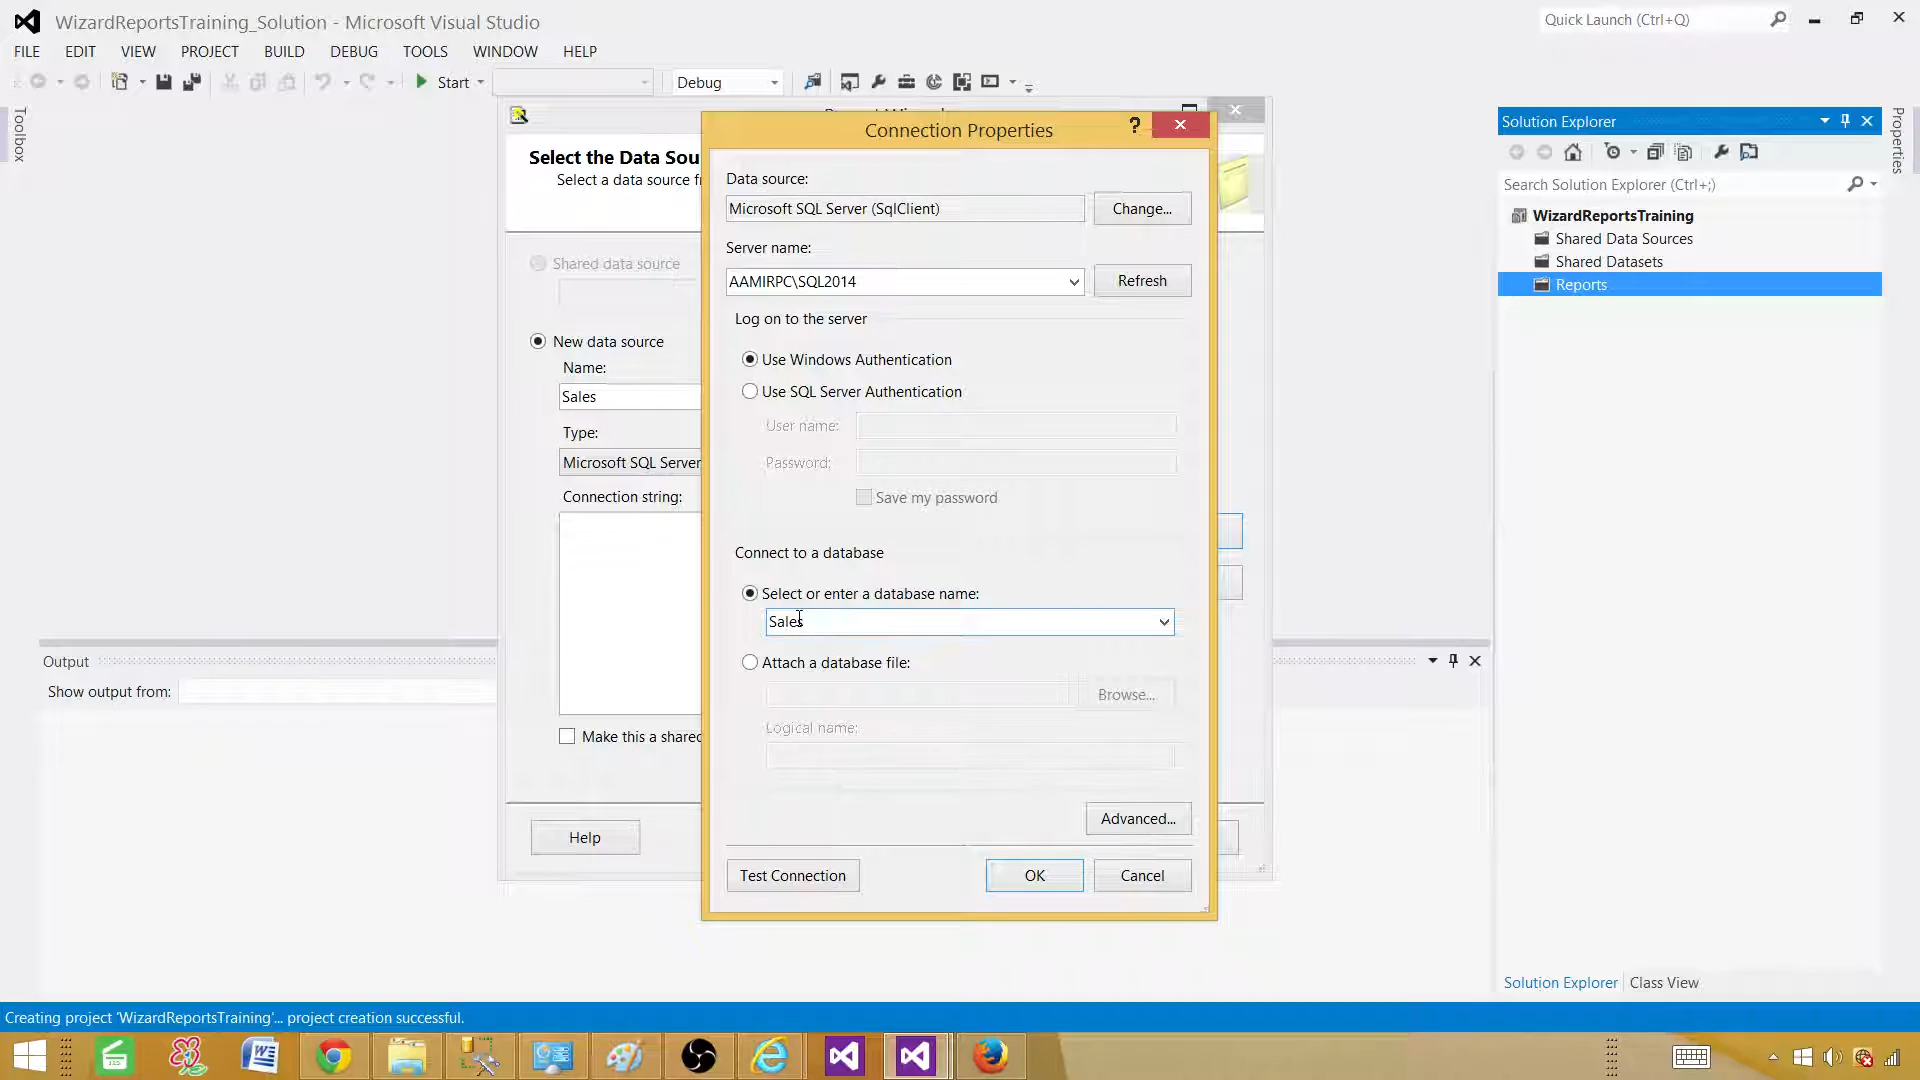 WizardReportsTraining_Solution - Microsoft Visual Studio
Quick Launch (Ctrl+Q)
FILE EDIT VIEW PROJECT BUILD DEBUG TOOLS WINDOW HELP
Start Debug
Toolbox
Connection Properties ?
Select the Data Sou
Select a data source f
Shared data source
New data source
Name:
Sales
Type:
Microsoft SQL Server
Connection string:
Make this a shared
Help
Data source:
Microsoft SQL Server (SqlClient)
Change...
Server name:
AAMIRPC\SQL2014
Refresh
Log on to the server
Use Windows Authentication
Use SQL Server Authentication
User name:
Password:
Save my password
Connect to a database
Select or enter a database name:
Sales
Attach a database file:
Browse...
Logical name:
Advanced...
Test Connection OK Cancel
Solution Explorer
Search Solution Explorer (Ctrl+;)
WizardReportsTraining
Shared Data Sources
Shared Datasets
Reports
Properties
Solution Explorer Class View
Output
Show output from:
Creating project 'WizardReportsTraining'... project creation successful.